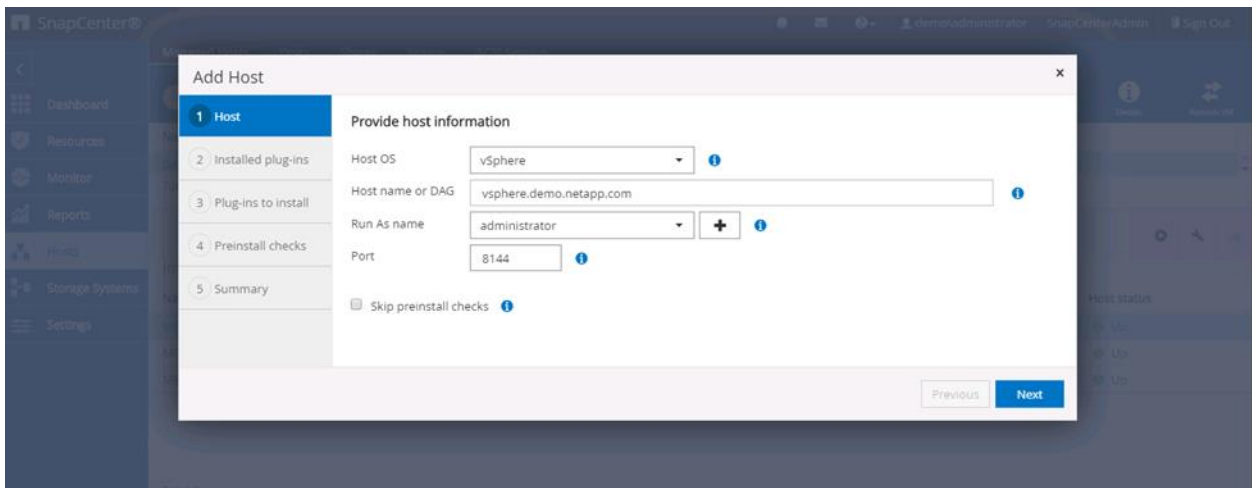 SnapCenter®
demo\administrator SnapCenterAdmin Sign Out
Add Host x
Dashboard
Resources
Monitor
Reports
Hosts
Storage Systems
Settings
1 Host
2 Installed plug-ins
3 Plug-ins to install
4 Preinstall checks
5 Summary
Provide host information
Host OS vSphere
Host name or DAG vsphere.demo.netapp.com
Run As name administrator
Port 8144
Skip preinstall checks
Host status
Up
Up
Up
Previous Next